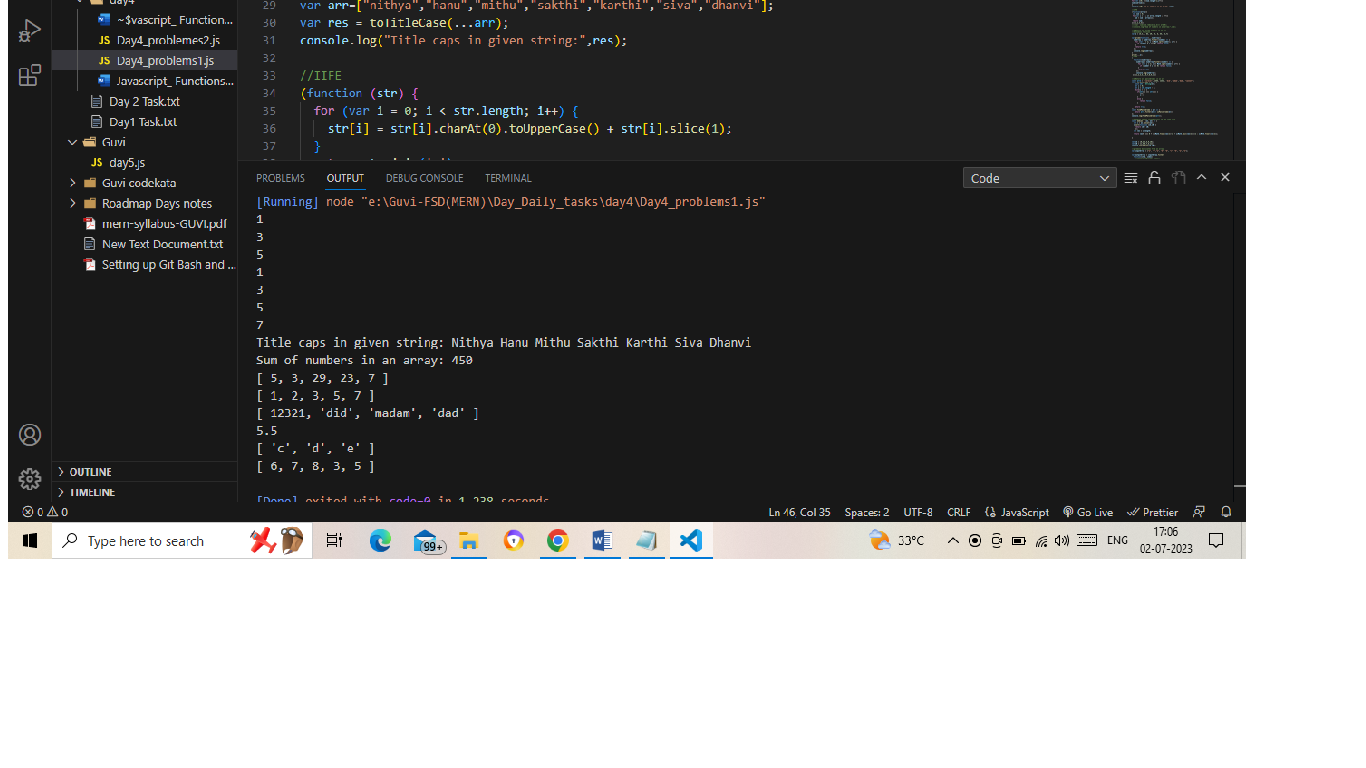 day4
~$vascript_ Function...
JS Day4_problemes2.js
JS Day4_problems1.js
Javascript_ Functions...
Day 2 Task.txt
Day1 Task.txt
Guvi
JS day5.js
Guvi codekata
Roadmap Days notes
mern-syllabus-GUVI.pdf
New Text Document.txt
Setting up Git Bash and ...
OUTLINE
TIMELINE
29 var arr=["nithya","hanu","mithu","sakthi","karthi","siva","dhanvi"];
30 var res = toTitleCase(...arr);
31 console.log("Title caps in given string:",res);
32
33 //IIFE
34 (function (str) {
35 for (var i = 0; i < str.length; i++) {
36 str[i] = str[i].charAt(0).toUpperCase() + str[i].slice(1);
37 }
PROBLEMS OUTPUT DEBUG CONSOLE TERMINAL Code
[Running] node "e:\Guvi-FSD(MERN)\Day_Daily_tasks\day4\Day4_problems1.js"
1
3
5
1
3
5
7
Title caps in given string: Nithya Hanu Mithu Sakthi Karthi Siva Dhanvi
Sum of numbers in an array: 450
[ 5, 3, 29, 23, 7 ]
[ 1, 2, 3, 5, 7 ]
[ 12321, 'did', 'madam', 'dad' ]
5.5
[ 'c', 'd', 'e' ]
[ 6, 7, 8, 3, 5 ]
[Done] exited with code=0 in 1.238 seconds
0 0 Ln 46, Col 35 Spaces: 2 UTF-8 CRLF JavaScript Go Live Prettier
Type here to search 99+ 33°C ENG 17:06
02-07-2023